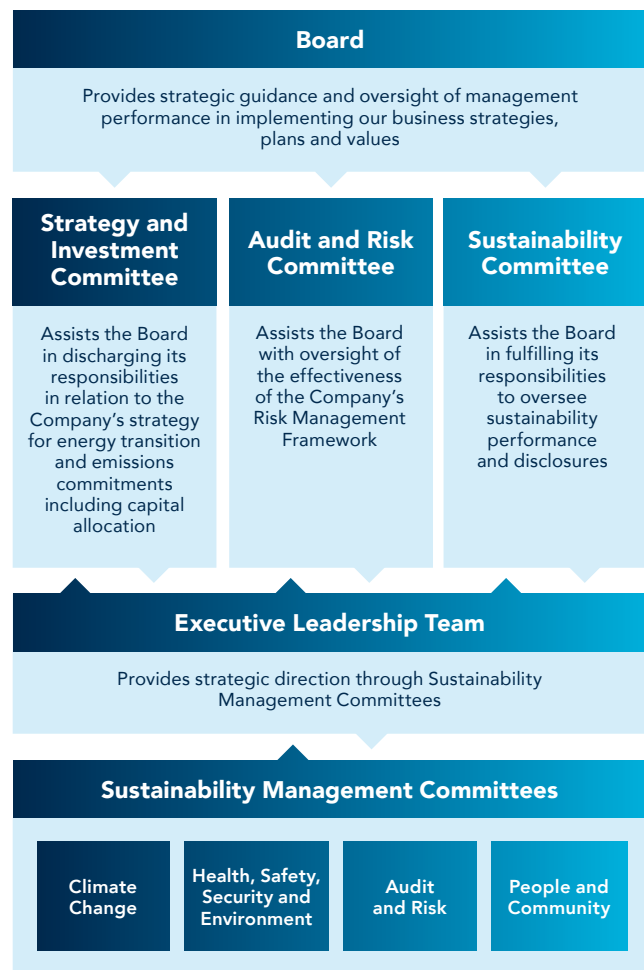 Board
Provides strategic guidance and oversight of management
performance in implementing our business strategies,
plans and values
Strategy and
Investment
Committee
Assists the Board
in discharging its
responsibilities
in relation to the
Company's strategy
for energy transition
and emissions
commitments
including capital
allocation
Audit and Risk
Committee
Assists the Board
with oversight of
the effectiveness
of the Company's
Risk Management
Framework
Sustainability
Committee
Assists the Board
in fulfilling its
responsibilities
to oversee
sustainability
performance
and disclosures
Executive Leadership Team
Provides strategic direction through Sustainability
Management Committees
Sustainability Management Committees
Climate
Change
Health, Safety,
Security and
Environment
Audit
and Risk
People and
Community